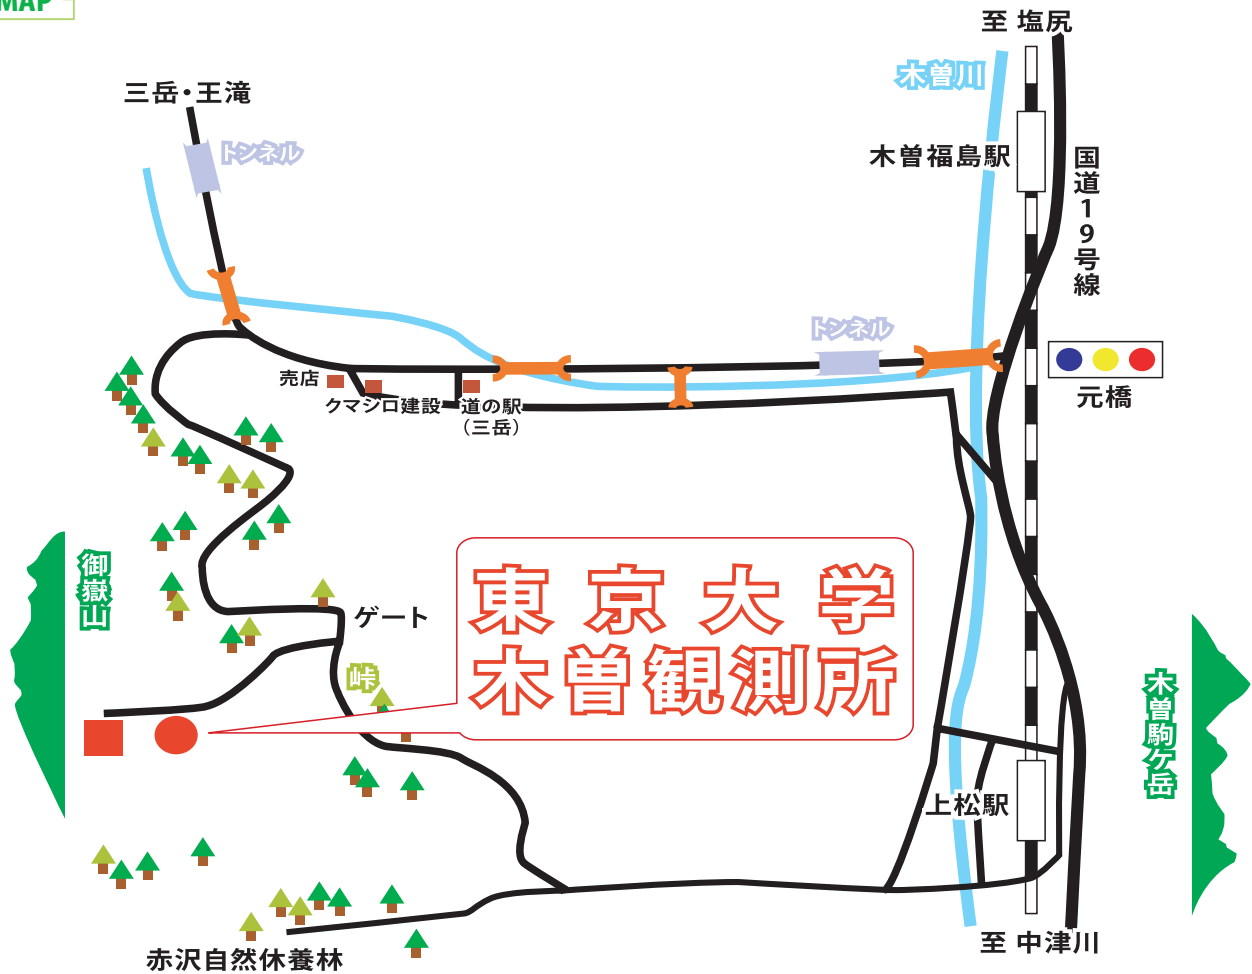 MAP
至 塩尻
木曽川
三岳・王滝
トンネル
木曽福島駅
国道19号線
トンネル
元橋
売店
クマシロ建設
道の駅
（三岳）
御嶽山
ゲート
峠
東京大学
木曽観測所
木曽駒ケ岳
上松駅
至 中津川
赤沢自然休養林